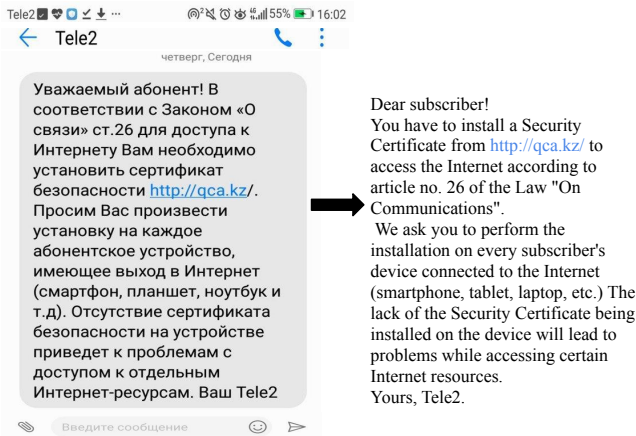 Tele2 ... 55% 16:02
Tele2
четверг, Сегодня
Уважаемый абонент! В
соответствии с Законом «О
связи» ст.26 для доступа к
Интернету Вам необходимо
установить сертификат
безопасности http://qca.kz/.
Просим Вас произвести
установку на каждое
абонентское устройство,
имеющее выход в Интернет
(смартфон, планшет, ноутбук и
т.д). Отсутствие сертификата
безопасности на устройстве
приведет к проблемам с
доступом к отдельным
Интернет-ресурсам. Ваш Tele2
Введите сообщение
Dear subscriber!
You have to install a Security
Certificate from http://qca.kz/ to
access the Internet according to
article no. 26 of the Law "On
Communications".
We ask you to perform the
installation on every subscriber's
device connected to the Internet
(smartphone, tablet, laptop, etc.) The
lack of the Security Certificate being
installed on the device will lead to
problems while accessing certain
Internet resources.
Yours, Tele2.